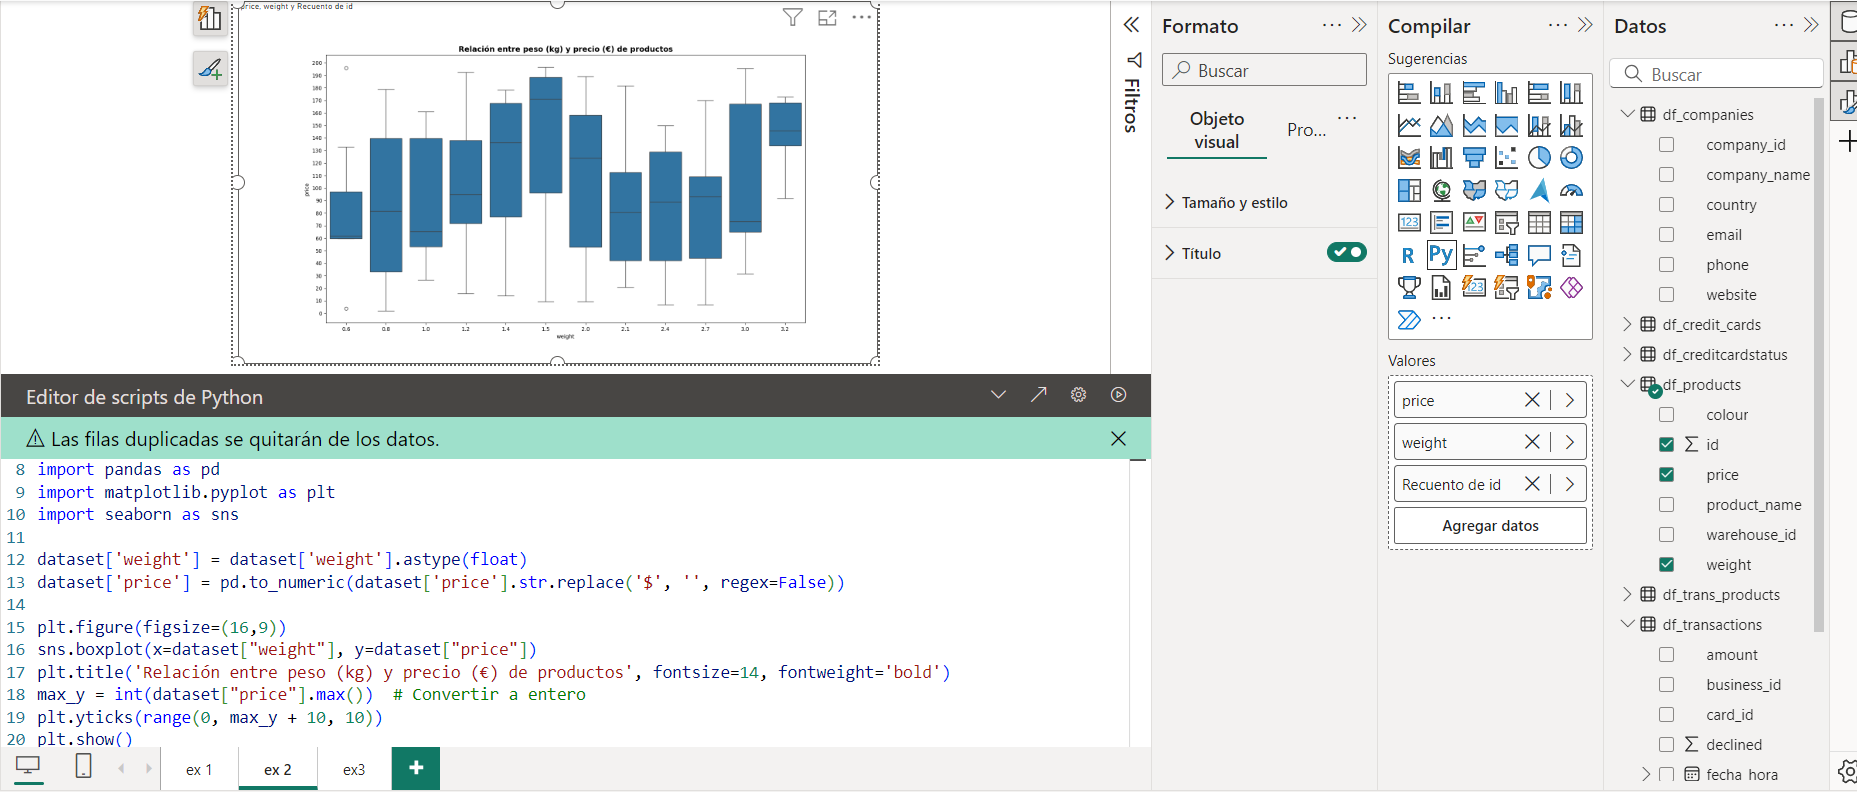 price, weight y Recuento de id
Relación entre peso (kg) y precio (€) de productos
200
190
180
170
160
150
140
130
120
110
100
90
80
70
60
50
40
30
20
10
0
price
0.6 0.8 1.0 1.2 1.4 1.5 2.0 2.1 2.4 2.7 3.0 3.2
weight
Filtros
Editor de scripts de Python
Las filas duplicadas se quitarán de los datos.
8 import pandas as pd
9 import matplotlib.pyplot as plt
10 import seaborn as sns
11
12 dataset['weight'] = dataset['weight'].astype(float)
13 dataset['price'] = pd.to_numeric(dataset['price'].str.replace('$', '', regex=False))
14
15 plt.figure(figsize=(16,9))
16 sns.boxplot(x=dataset["weight"], y=dataset["price"])
17 plt.title('Relación entre peso (kg) y precio (€) de productos', fontsize=14, fontweight='bold')
18 max_y = int(dataset["price"].max())  # Convertir a entero
19 plt.yticks(range(0, max_y + 10, 10))
20 plt.show()
ex 1
ex 2
ex3
+
Formato
Buscar
Objeto visual
Pro...
Tamaño y estilo
Título
Compilar
Sugerencias
123
R
Py
123
Valores
price
weight
Recuento de id
Agregar datos
Datos
Buscar
df_companies
company_id
company_name
country
email
phone
website
df_credit_cards
df_creditcardstatus
df_products
colour
Σ id
price
product_name
warehouse_id
weight
df_trans_products
df_transactions
amount
business_id
card_id
Σ declined
fecha_hora